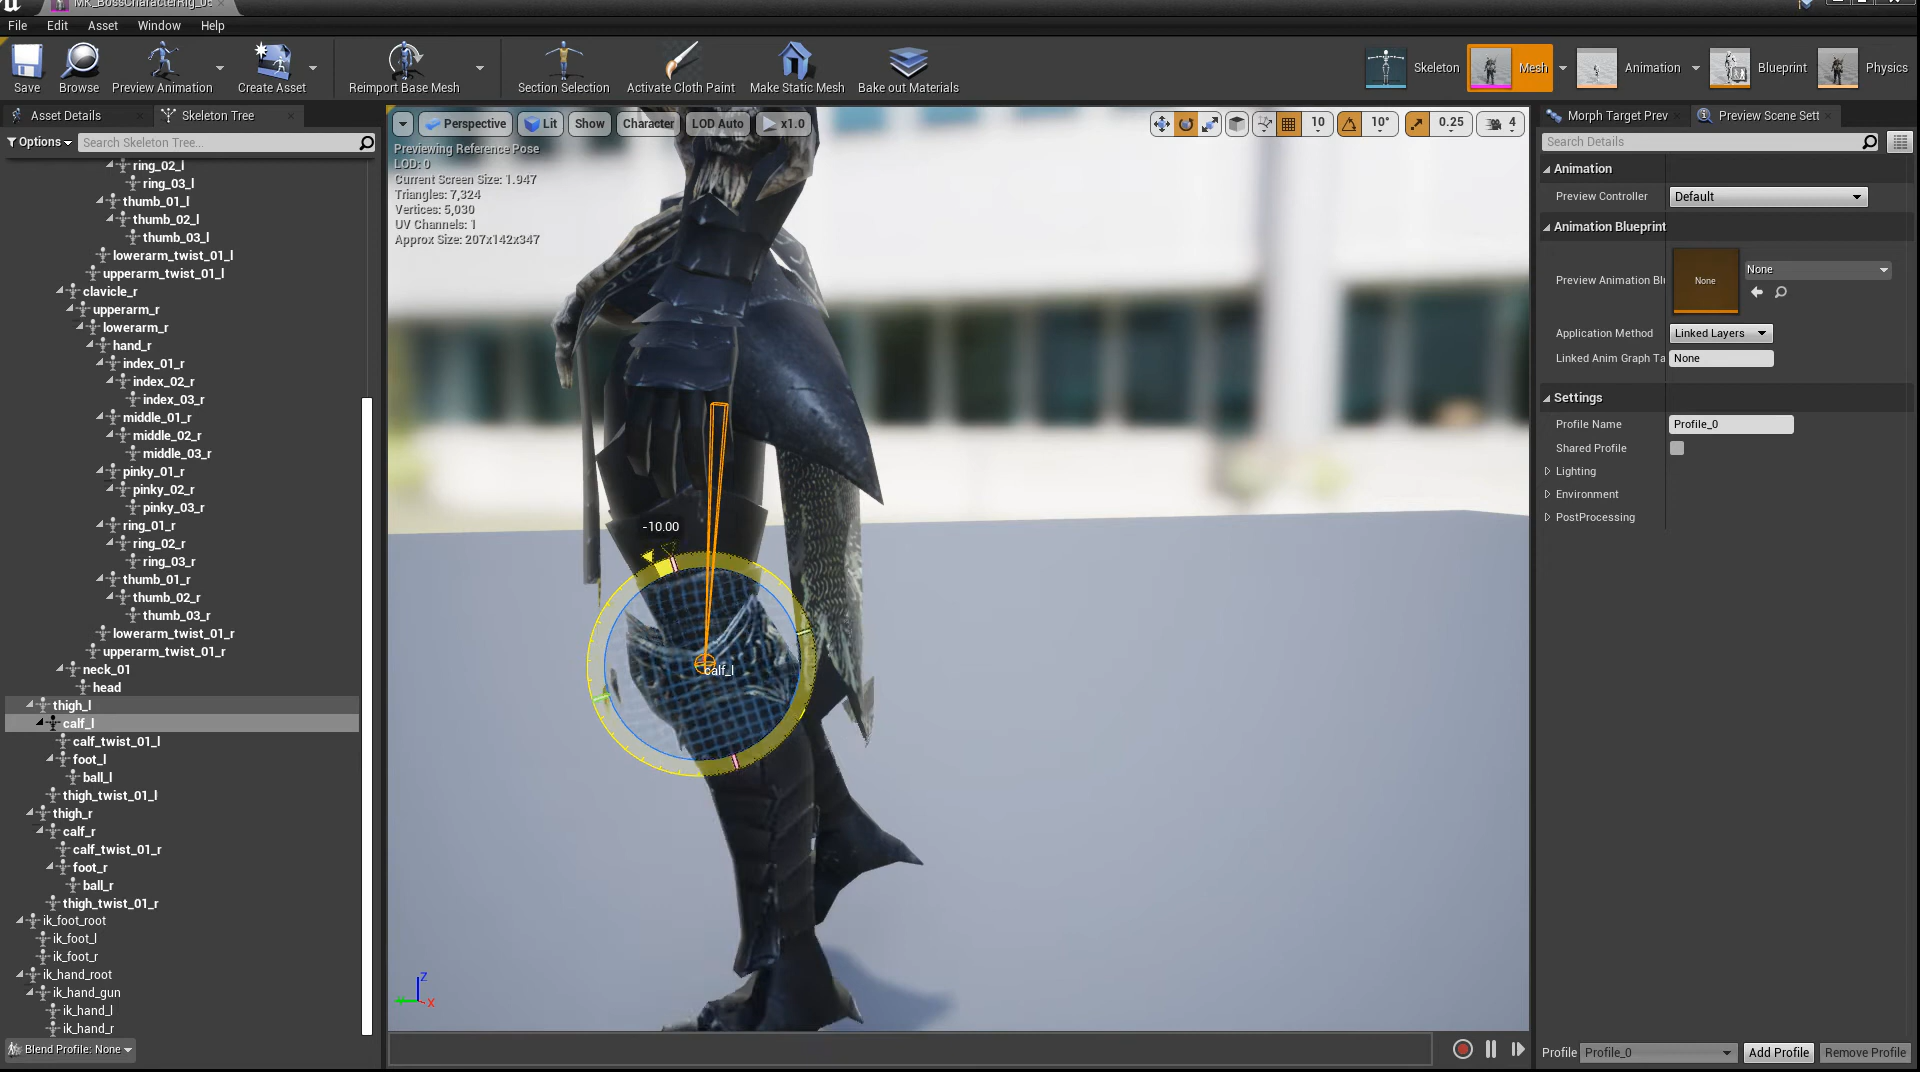 MK_BossCharacterRig_0
File Edit Asset Window Help
Save Browse Preview Animation Create Asset Reimport Base Mesh Section Selection Activate Cloth Paint Make Static Mesh Bake out Materials Skeleton Mesh Animation Blueprint Physics
Asset Details Skeleton Tree
Options Search Skeleton Tree...
ring_02_l
ring_03_l
thumb_01_l
thumb_02_l
thumb_03_l
lowerarm_twist_01_l
upperarm_twist_01_l
clavicle_r
upperarm_r
lowerarm_r
hand_r
index_01_r
index_02_r
index_03_r
middle_01_r
middle_02_r
middle_03_r
pinky_01_r
pinky_02_r
pinky_03_r
ring_01_r
ring_02_r
ring_03_r
thumb_01_r
thumb_02_r
thumb_03_r
lowerarm_twist_01_r
upperarm_twist_01_r
neck_01
head
thigh_l
calf_l
calf_twist_01_l
foot_l
ball_l
thigh_twist_01_l
thigh_r
calf_r
calf_twist_01_r
foot_r
ball_r
thigh_twist_01_r
ik_foot_root
ik_foot_l
ik_foot_r
ik_hand_root
ik_hand_gun
ik_hand_l
ik_hand_r
Blend Profile: None
Perspective Lit Show Character LOD Auto x1.0 10 10° 0.25 4
Previewing Reference Pose
LOD: 0
Current Screen Size: 1.947
Triangles: 7,324
Vertices: 5,030
UV Channels: 1
Approx Size: 207x142x347
-10.00
calf_l
Z
X
Morph Target Prev Preview Scene Sett
Search Details
Animation
Preview Controller Default
Animation Blueprint
Preview Animation Blu None None
Application Method Linked Layers
Linked Anim Graph Ta None
Settings
Profile Name Profile_0
Shared Profile
Lighting
Environment
PostProcessing
Profile Profile_0 Add Profile Remove Profile